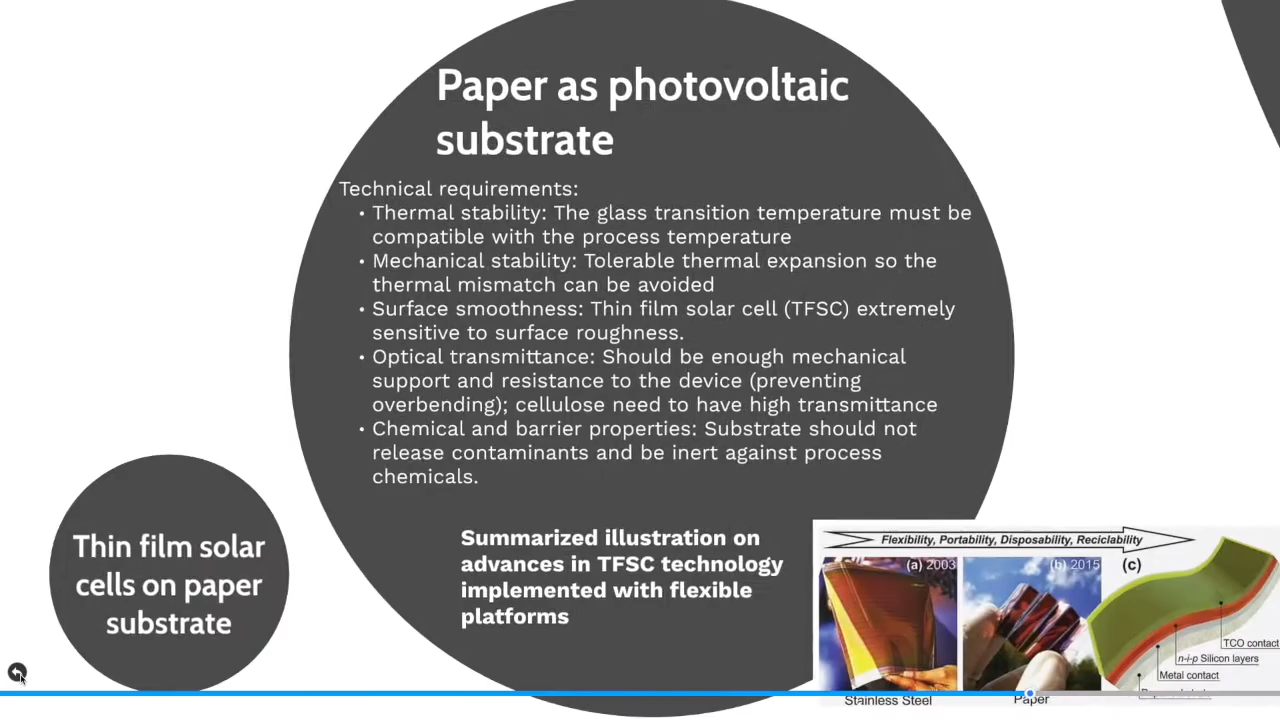 Paper as photovoltaic
substrate
Technical requirements:
• Thermal stability: The glass transition temperature must be
compatible with the process temperature
• Mechanical stability: Tolerable thermal expansion so the
thermal mismatch can be avoided
• Surface smoothness: Thin film solar cell (TFSC) extremely
sensitive to surface roughness.
• Optical transmittance: Should be enough mechanical
support and resistance to the device (preventing
overbending); cellulose need to have high transmittance
• Chemical and barrier properties: Substrate should not
release contaminants and be inert against process
chemicals.
Thin film solar
cells on paper
substrate
Summarized illustration on
advances in TFSC technology
implemented with flexible
platforms
Flexibility, Portability, Disposability, Reciclability
(a) 2003
(b) 2015
(c)
TCO contact
n-i-p Silicon layers
Metal contact
Stainless Steel
Paper